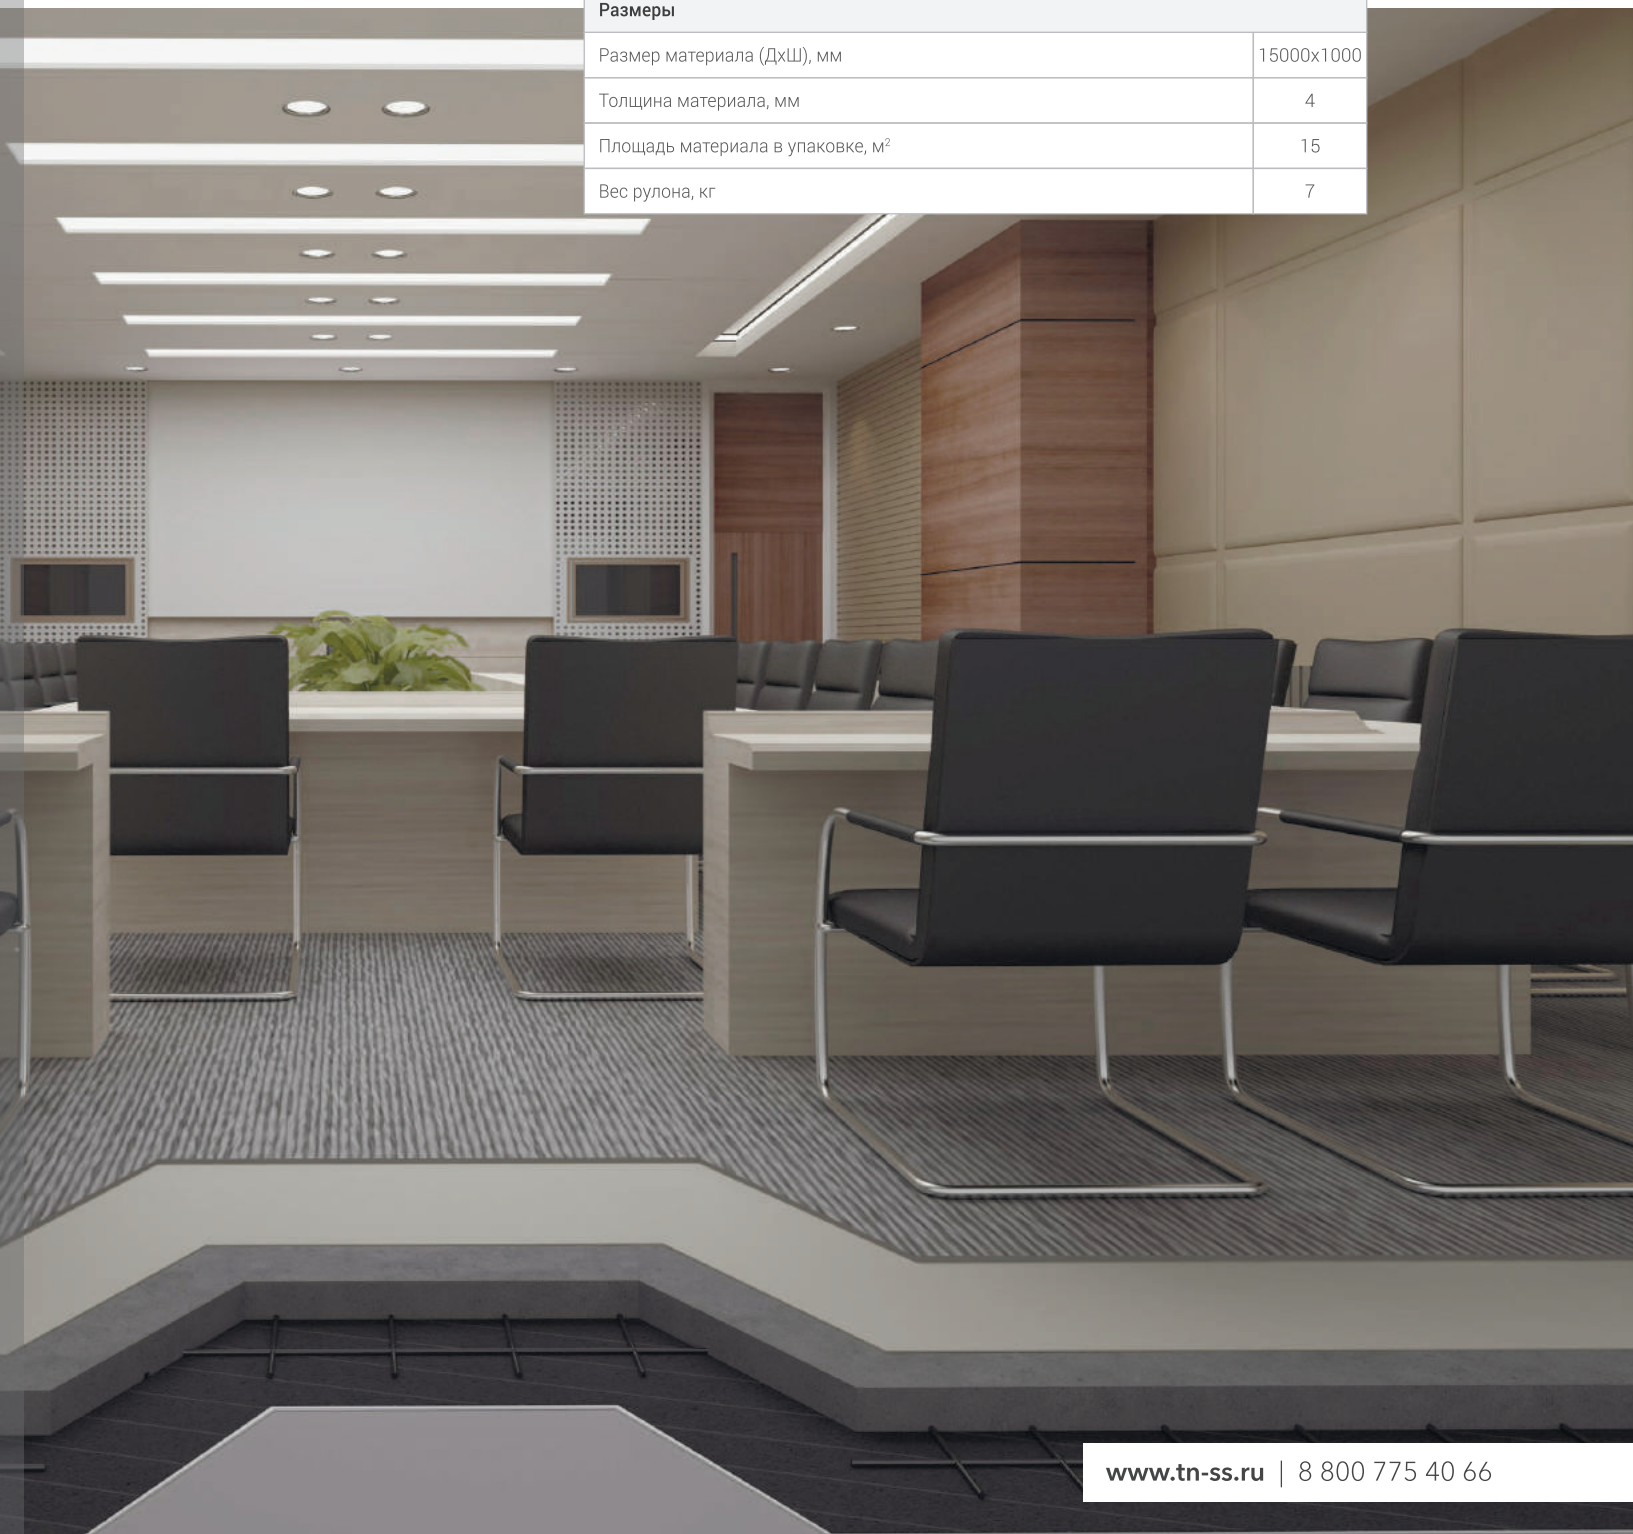 Размеры
Размер материала (ДхШ), мм 15000х1000
Толщина материала, мм 4
Площадь материала в упаковке, м² 15
Вес рулона, кг 7
www.tn-ss.ru | 8 800 775 40 66